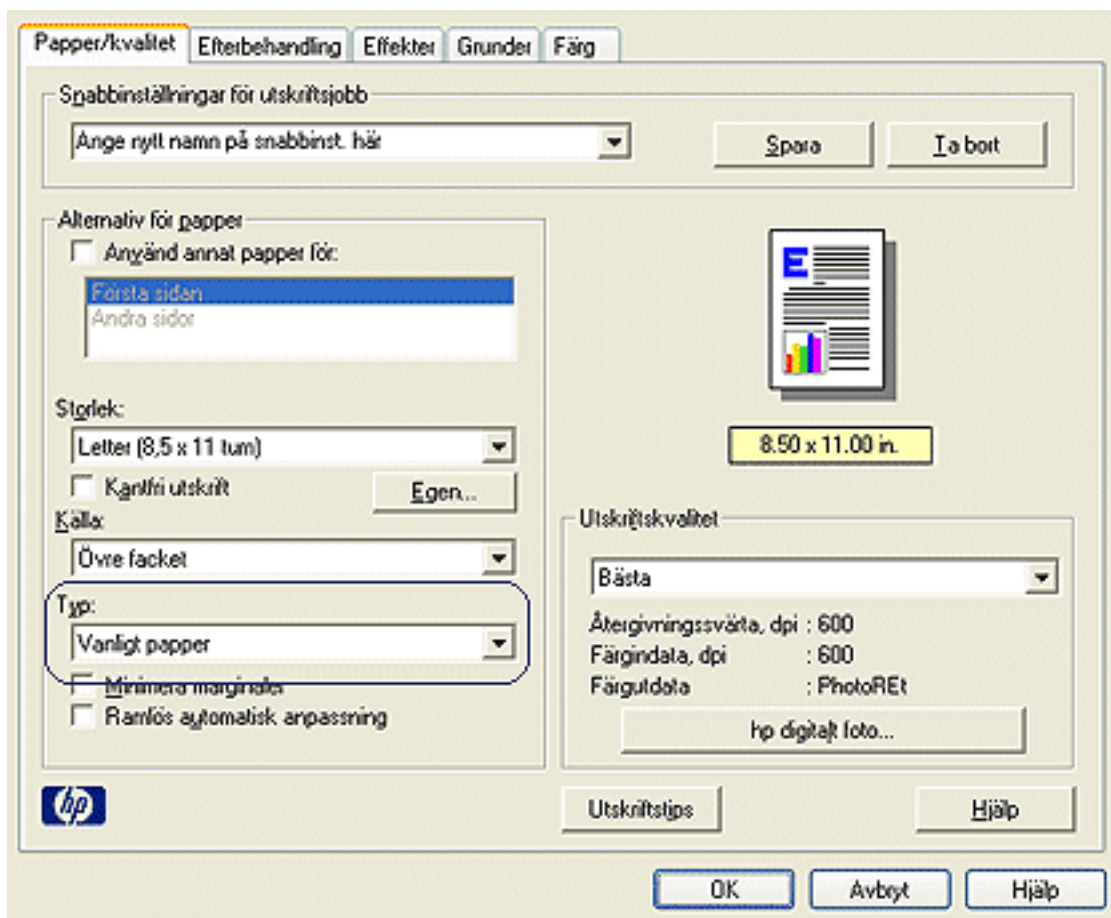 Papper/kvalitet Efterbehandling Effekter Grunder Färg
Snabbinställningar för utskriftsjobb
Ange nytt namn på snabbinst. här
Spara
Ta bort
Alternativ för papper
Använd annat papper för:
Första sidan
Andra sidor
E
8.50 x 11.00 in.
Storlek:
Letter (8,5 x 11 tum)
Kantfri utskrift
Egen...
Källa:
Övre facket
Typ:
Vanligt papper
Minimera marginaler
Ramlös automatisk anpassning
Utskriftskvalitet
Bästa
Återgivningssvärta, dpi : 600
Färgindata, dpi : 600
Färgutdata : PhotoREt
hp digitalt foto...
hp
Utskriftstips
Hjälp
OK
Avbryt
Hjälp